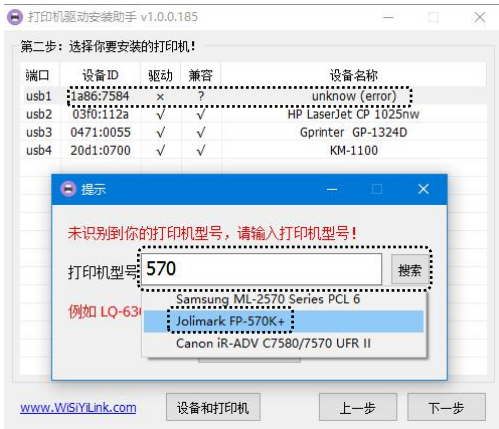 打印机驱动安装助手 v1.0.0.185
第二步：选择你要安装的打印机！
端口 设备ID 驱动 兼容 设备名称
usb1 1a86:7584 × ? unknow (error)
usb2 03f0:112a √ √ HP LaserJet CP 1025nw
usb3 0471:0055 √ √ Gprinter GP-1324D
usb4 20d1:0700 √ √ KM-1100
提示
未识别到你的打印机型号，请输入打印机型号！
打印机型号 570 搜索
Samsung ML-2570 Series PCL 6
例如 LQ-63
Jolimark FP-570K+
Canon iR-ADV C7580/7570 UFR II
www.WiSiYiLink.com 设备和打印机 上一步 下一步